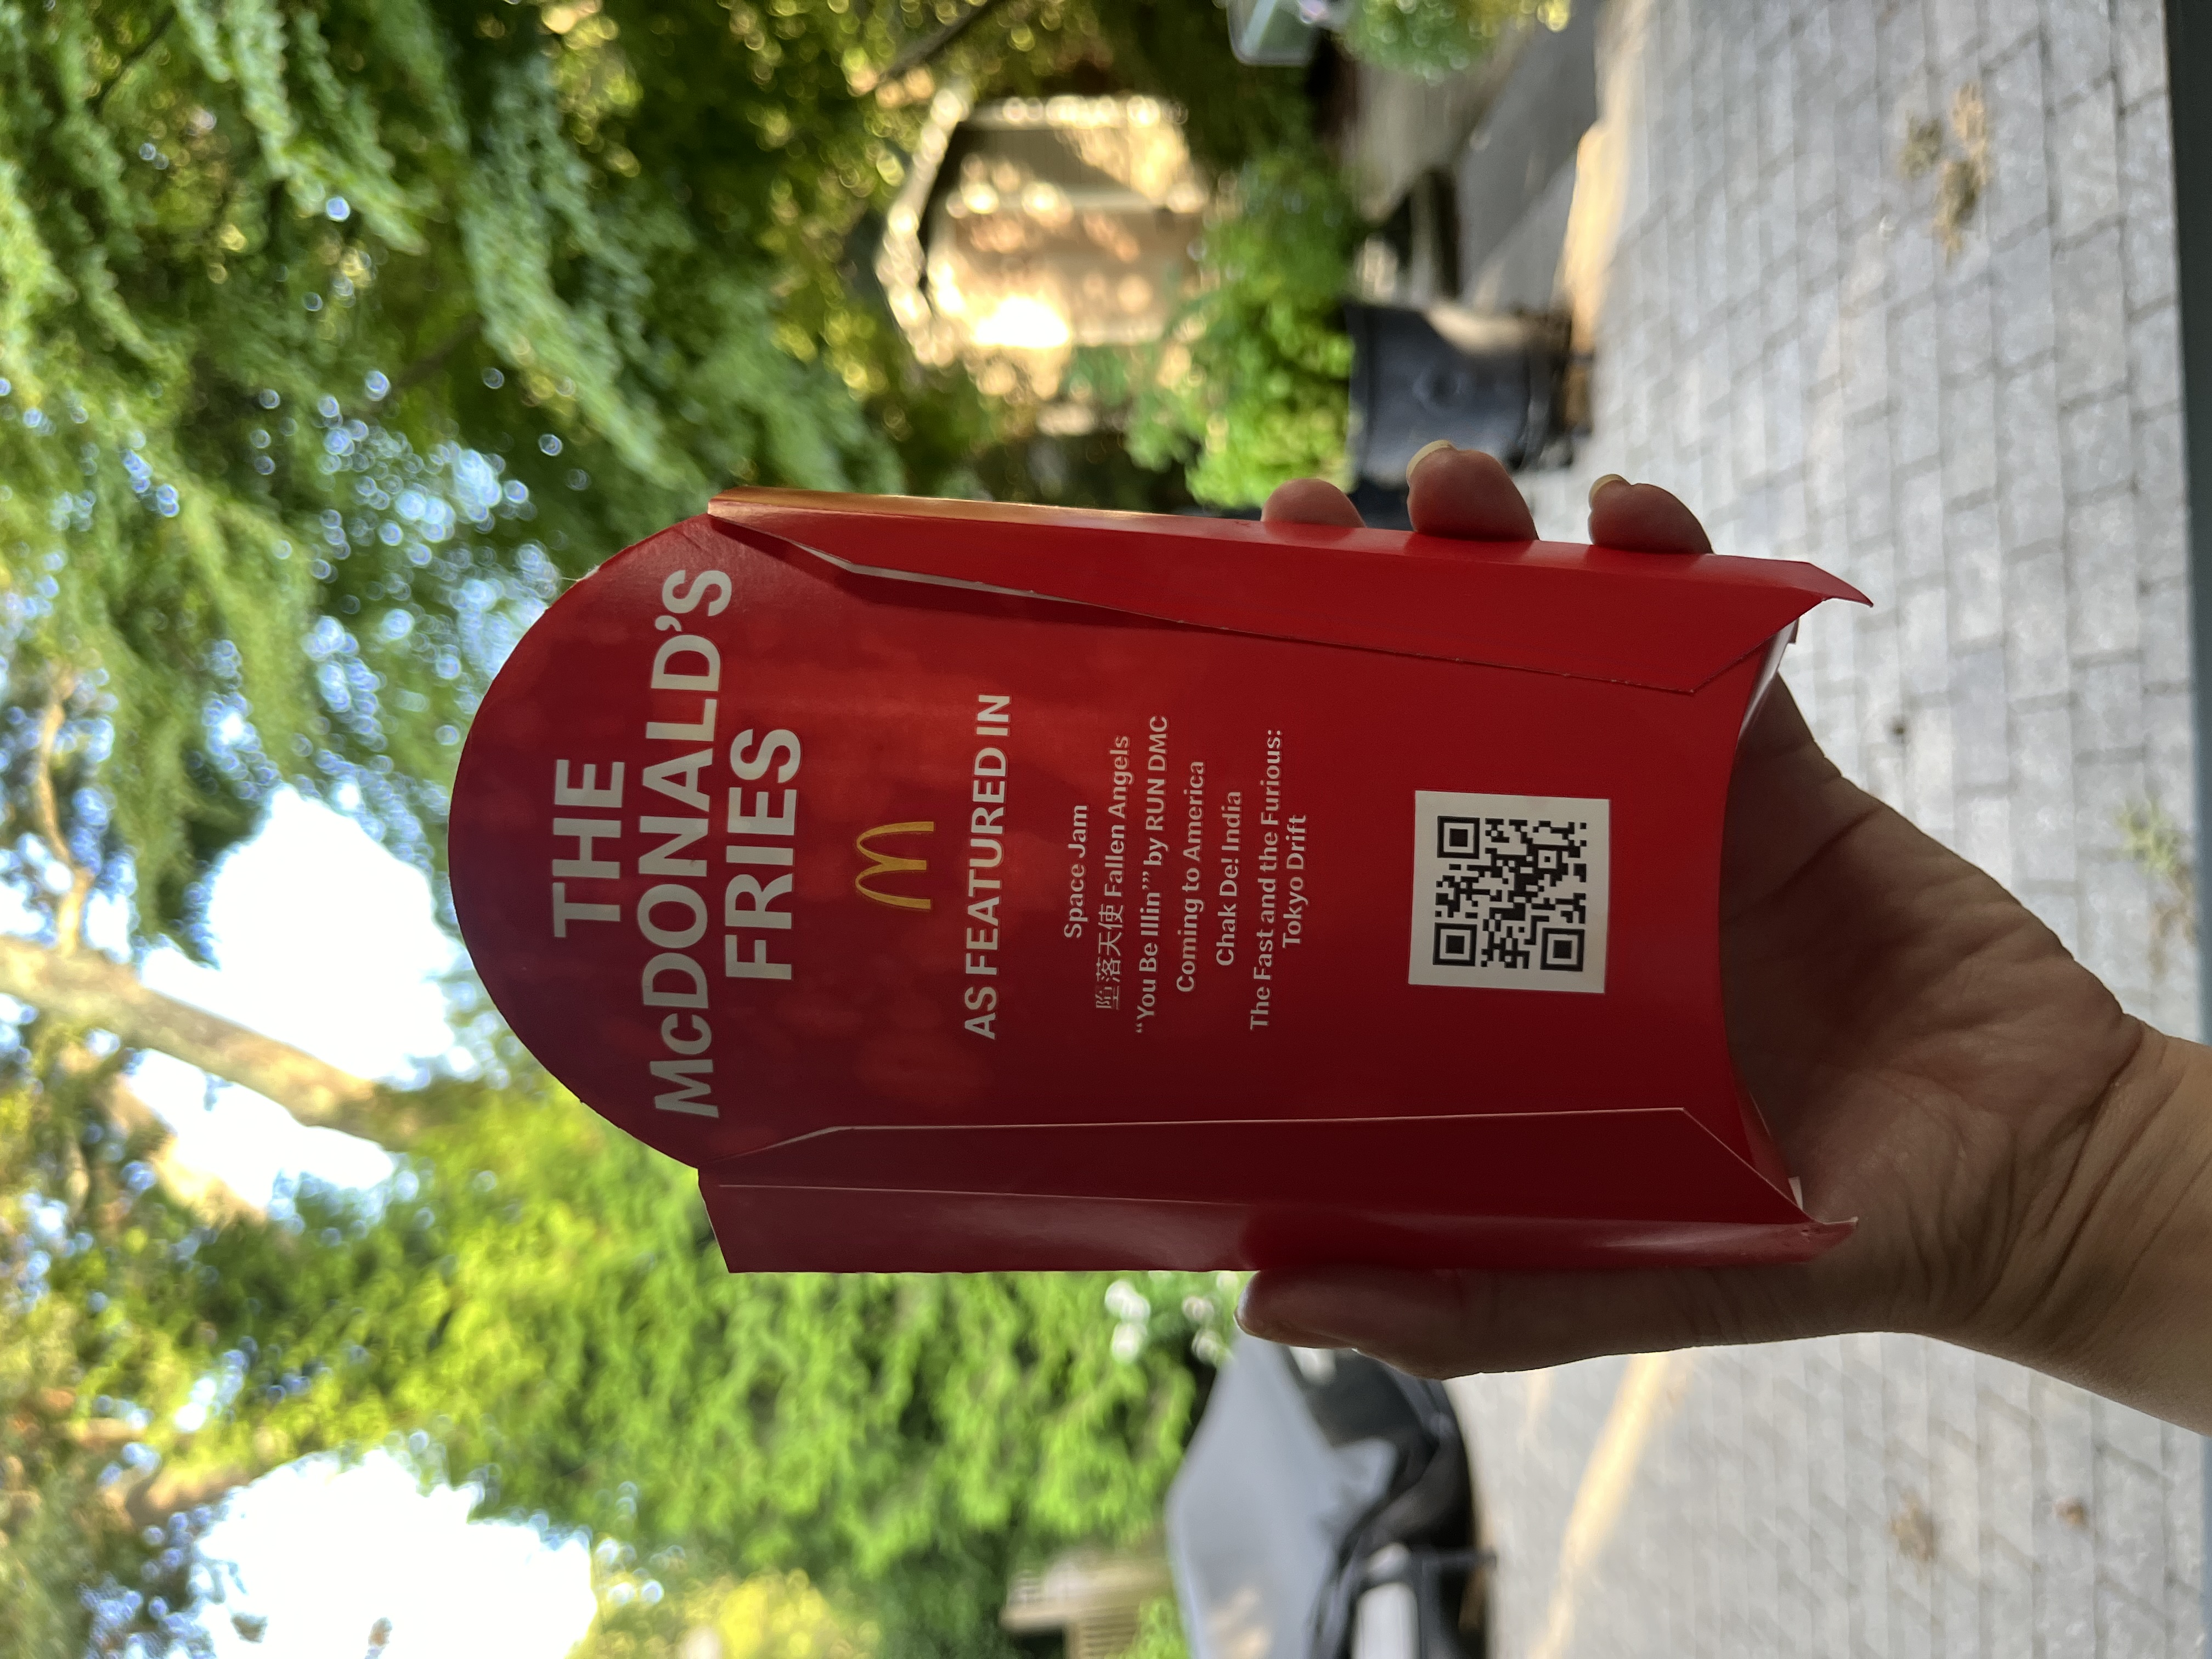 THE
McDONALD'S
FRIES
AS FEATURED IN
Space Jam
堕落天使 Fallen Angels
“You Be Illin’” by RUN DMC
Coming to America
Chak De! India
The Fast and the Furious:
Tokyo Drift